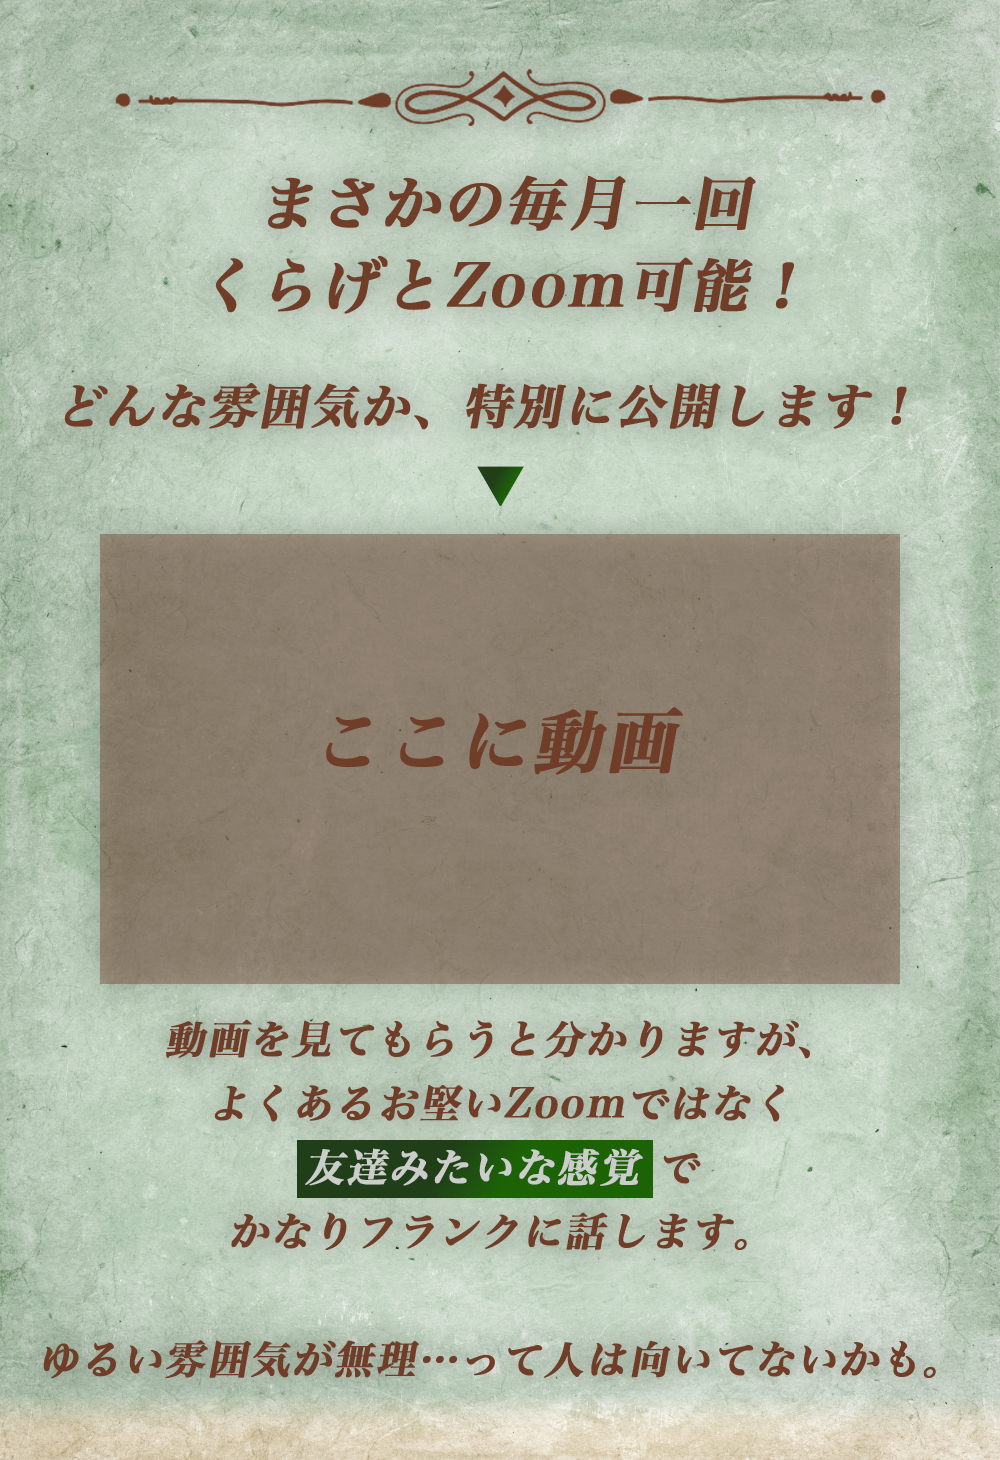 まさかの毎月一回
くらげとZoom可能！
どんな雰囲気か、特別に公開します！
ここに動画
動画を見てもらうと分かりますが、
よくあるお堅いZoomではなく
友達みたいな感覚で
かなりフランクに話します。
ゆるい雰囲気が無理…って人は向いてないかも。